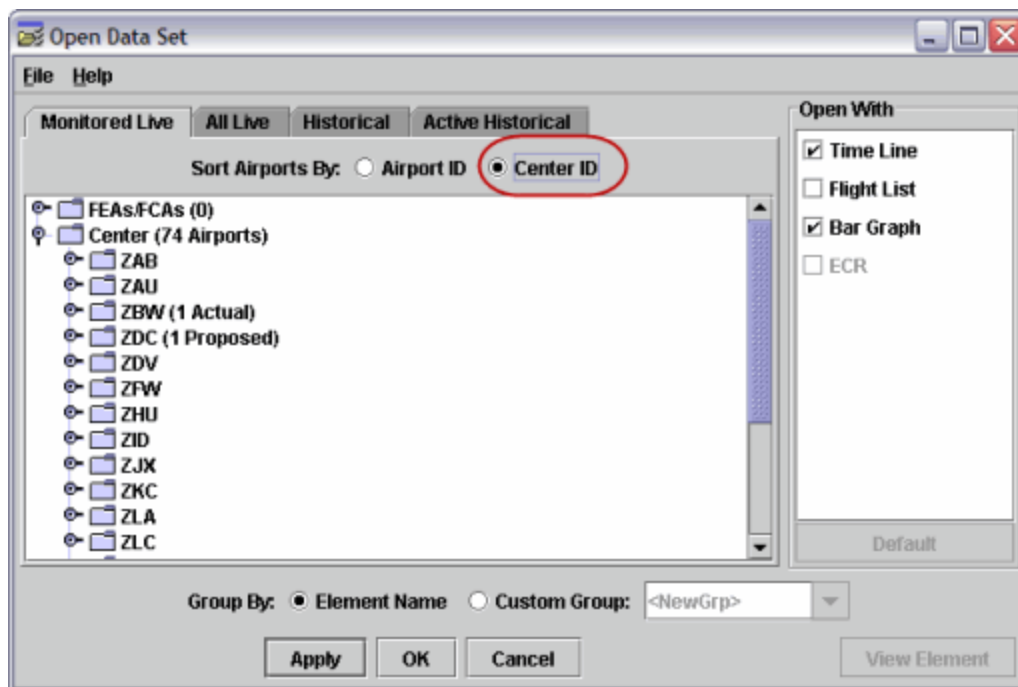 Open Data Set
File Help
Monitored Live All Live Historical Active Historical
Sort Airports By: Airport ID Center ID
FEAs/FCAs (0)
Center (74 Airports)
ZAB
ZAU
ZBW (1 Actual)
ZDC (1 Proposed)
ZDV
ZFW
ZHU
ZID
ZJX
ZKC
ZLA
ZLC
Open With
Time Line
Flight List
Bar Graph
ECR
Default
Group By: Element Name Custom Group: <NewGrp>
Apply OK Cancel View Element